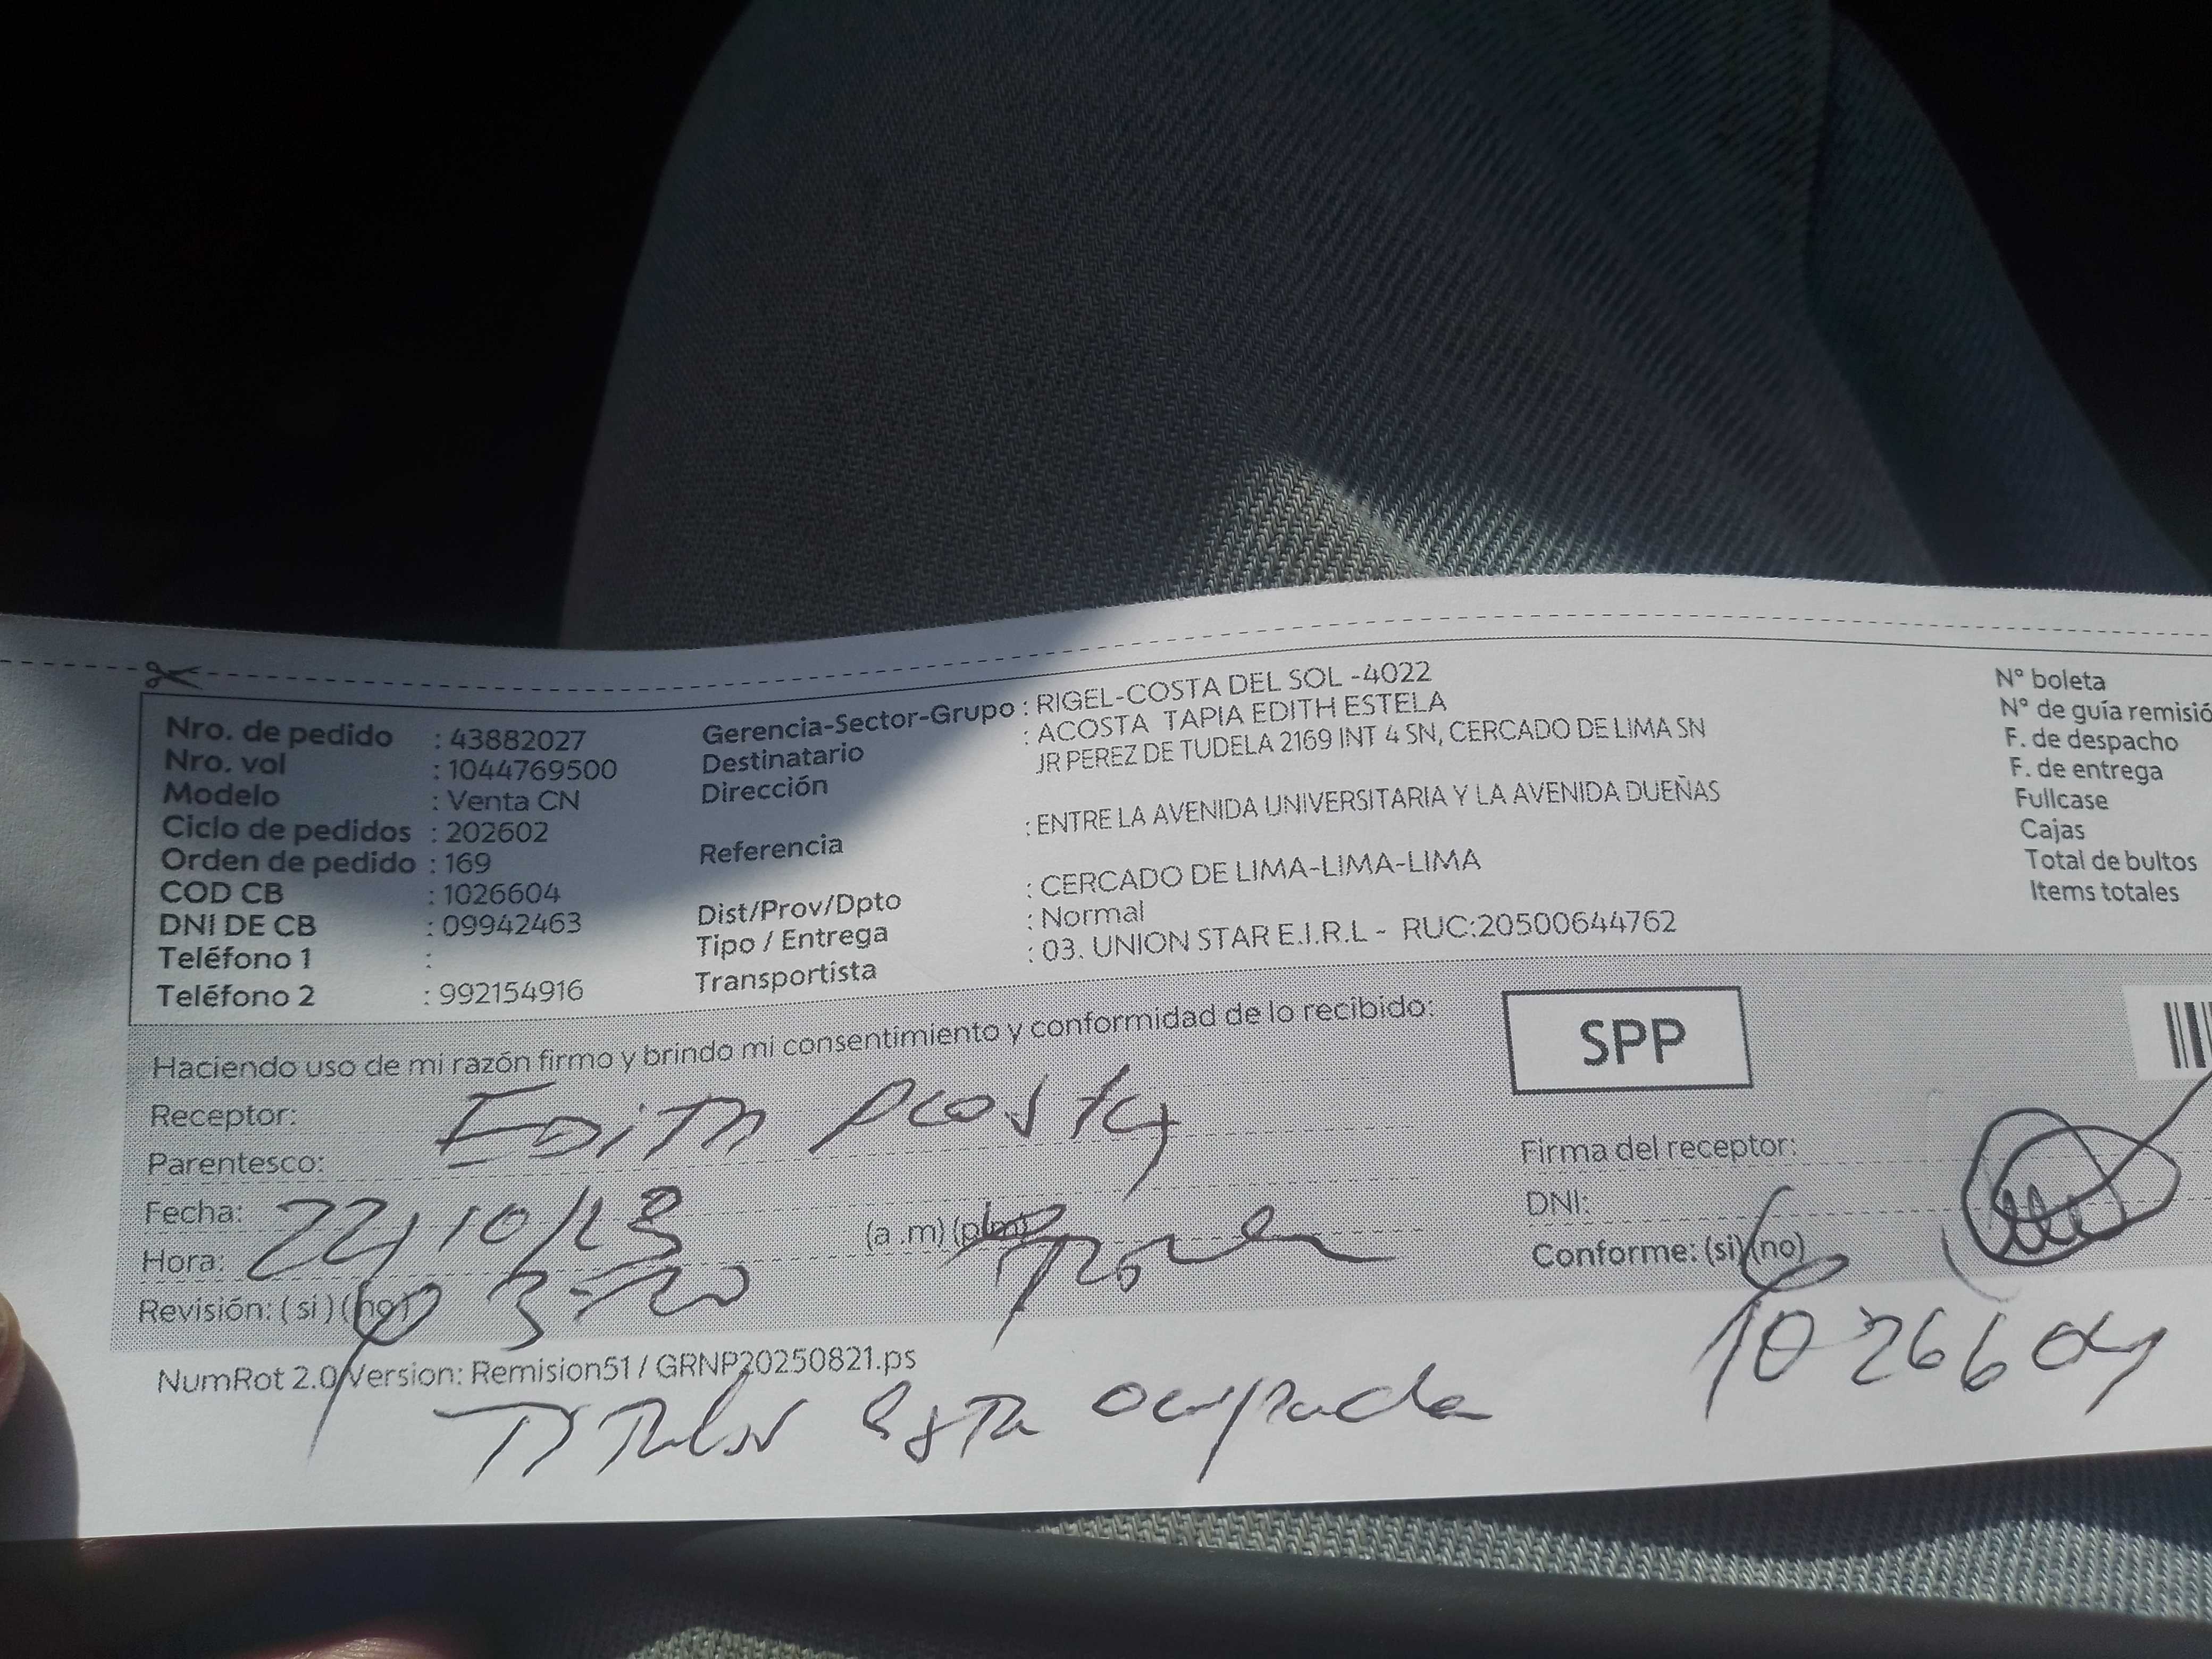 Nro. de pedido : 43882027
Nro. vol : 1044769500
Modelo : Venta CN
Ciclo de pedidos : 202602
Orden de pedido : 169
COD CB : 1026604
DNI DE CB : 09942463
Teléfono 1 :
Teléfono 2 : 992154916
Gerencia-Sector-Grupo : RIGEL-COSTA DEL SOL -4022
Destinatario : ACOSTA TAPIA EDITH ESTELA
Dirección JR PEREZ DE TUDELA 2169 INT 4 SN, CERCADO DE LIMA SN
Referencia : ENTRE LA AVENIDA UNIVERSITARIA Y LA AVENIDA DUEÑAS
Dist/Prov/Dpto : CERCADO DE LIMA-LIMA-LIMA
Tipo / Entrega : Normal
Transportista : 03. UNION STAR E.I.R.L - RUC:20500644762
N° boleta
N° de guía remisió
F. de despacho
F. de entrega
Fullcase
Cajas
Total de bultos
Items totales
Haciendo uso de mi razón firmo y brindo mi consentimiento y conformidad de lo recibido:
SPP
Receptor: Edith Acosta
Parentesco:
Fecha: 22/10/
Hora: (a .m) (p.m)
Revisión: ( si ) (no)
Firma del receptor:
DNI:
Conforme: (si) (no)
1026604
NumRot 2.0 Version: Remision51 / GRNP20250821.ps
Titular esta ocupada